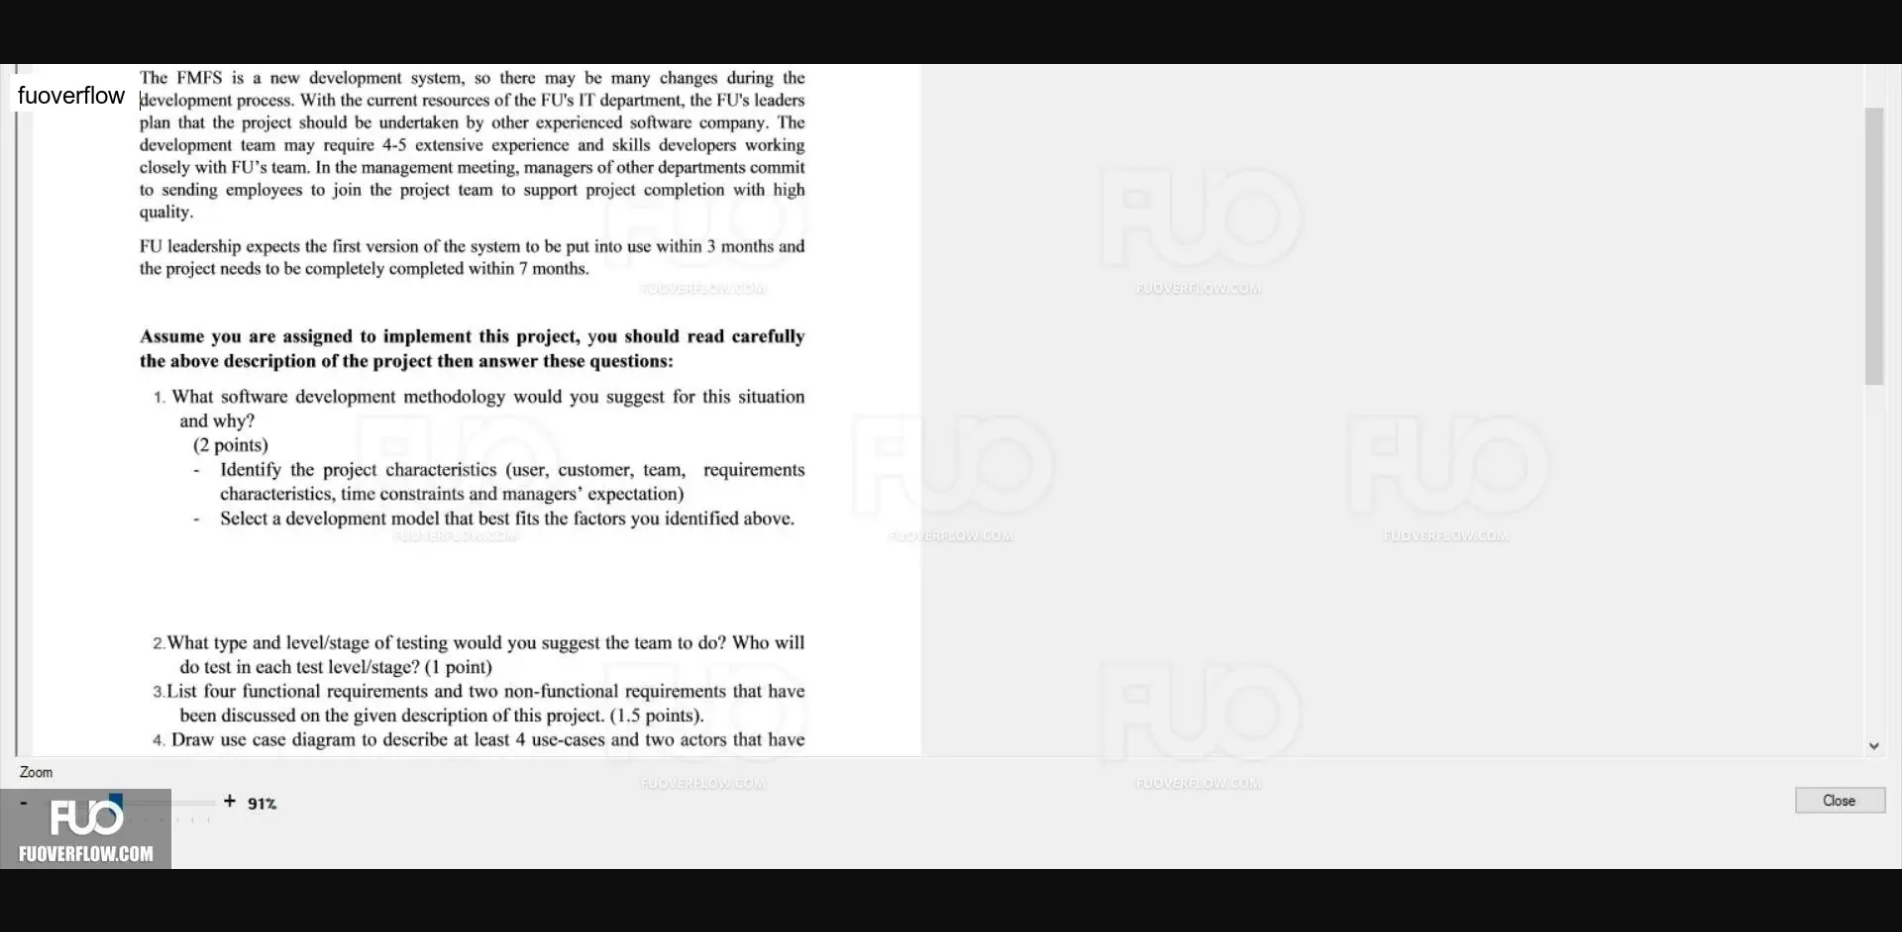 The FMFS is a new development system, so there may be many changes during the
fuoverflow
development process. With the current resources of the FU's IT department, the FU's leaders
plan that the project should be undertaken by other experienced software company. The
development team may require 4-5 extensive experience and skills developers working
closely with FU's team. In the management meeting, managers of other departments commit
to sending employees to join the project team to support project completion with high
quality.
FU leadership expects the first version of the system to be put into use within 3 months and
the project needs to be completely completed within 7 months.
FUO
FUOVERFLOW.COM
FUO
FUOVERFLOW.COM
Assume you are assigned to implement this project, you should read carefully
the above description of the project then answer these questions:
1. What software development methodology would you suggest for this situation
and why?
(2 points)
- Identify the project characteristics (user, customer, team, requirements
characteristics, time constraints and managers' expectation)
- Select a development model that best fits the factors you identified above.
FUO
FUOVERFLOW.COM
FUO
FUOVERFLOW.COM
FUO
FUOVERFLOW.COM
2.What type and level/stage of testing would you suggest the team to do? Who will
do test in each test level/stage? (1 point)
3.List four functional requirements and two non-functional requirements that have
been discussed on the given description of this project. (1.5 points).
4. Draw use case diagram to describe at least 4 use-cases and two actors that have
FUO
FUOVERFLOW.COM
FUO
FUOVERFLOW.COM
Zoom
- + 91%
Close
FUO
FUOVERFLOW.COM